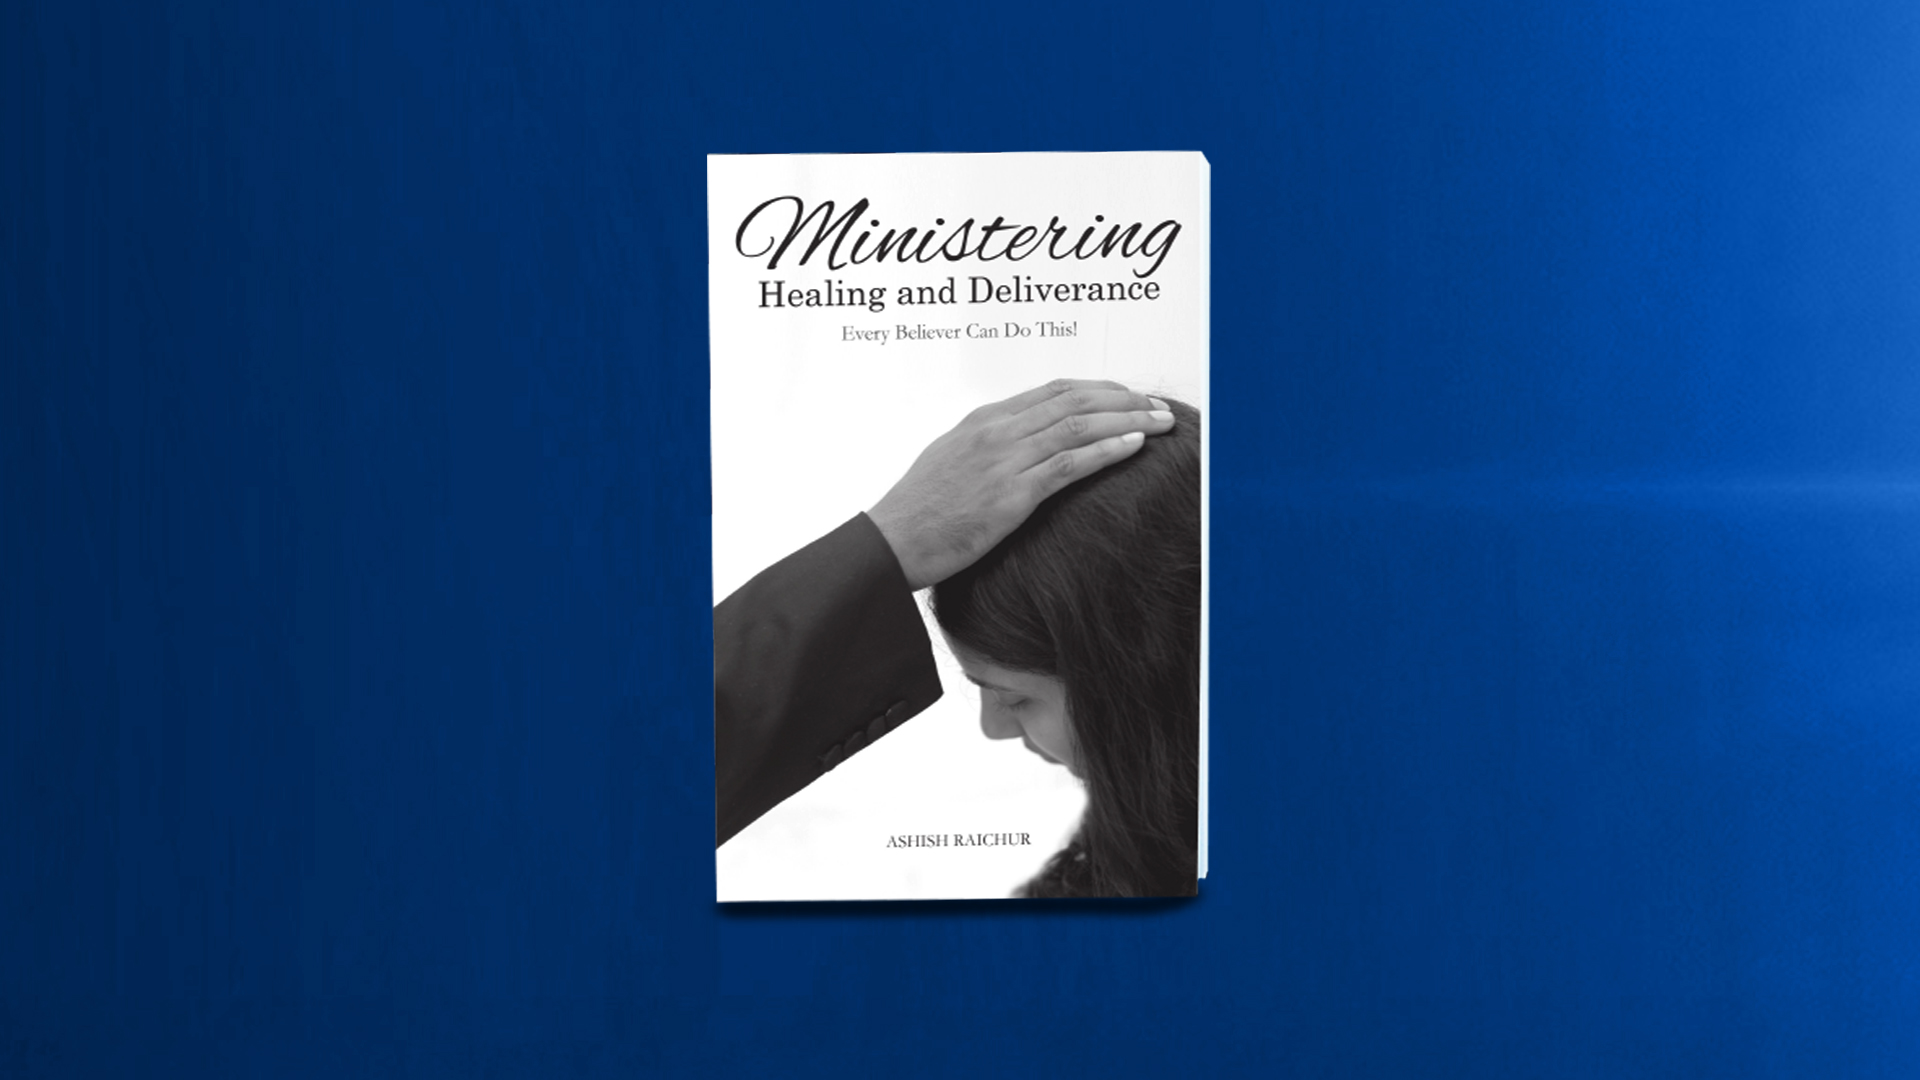 Ministering
Healing and Deliverance
Every Believer Can Do This!
ASHISH RAICHUR